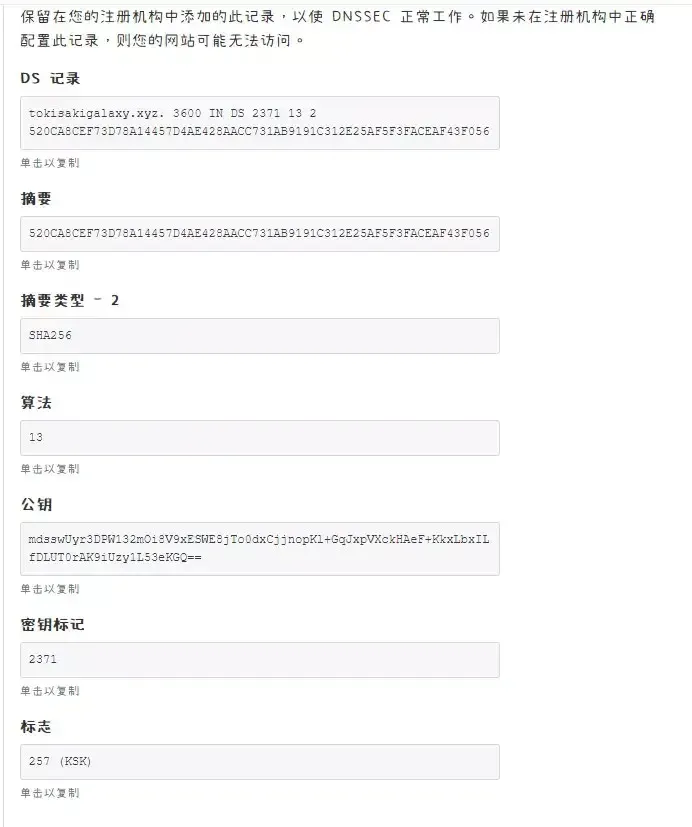 保留在您的注册机构中添加的此记录，以使 DNSSEC 正常工作。如果未在注册机构中正确
配置此记录，则您的网站可能无法访问。
DS 记录
tokisakigalaxy.xyz. 3600 IN DS 2371 13 2
520CA8CEF73D78A14457D4AE428AACC731AB9191C312E25AF5F3FACEAF43F056
单击以复制
摘要
520CA8CEF73D78A14457D4AE428AACC731AB9191C312E25AF5F3FACEAF43F056
单击以复制
摘要类型 - 2
SHA256
单击以复制
算法
13
单击以复制
公钥
mdsswUyr3DPW132mOi8V9xESWE8jTo0dxCjjnopKl+GqJxpVXckHAeF+KkxLbxIL
fDLUT0rAK9iUzy1L53eKGQ==
单击以复制
密钥标记
2371
单击以复制
标志
257 (KSK)
单击以复制